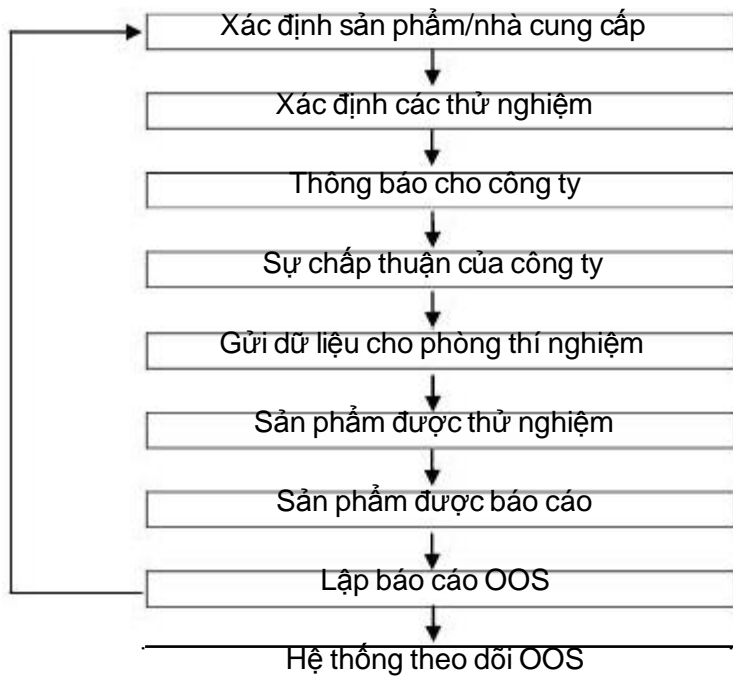 Xác định sản phẩm/nhà cung cấp
Xác định các thử nghiệm
Thông báo cho công ty
Sự chấp thuận của công ty
Gửi dữ liệu cho phòng thí nghiệm
Sản phẩm được thử nghiệm
Sản phẩm được báo cáo
Lập báo cáo OOS
Hệ thống theo dõi OOS